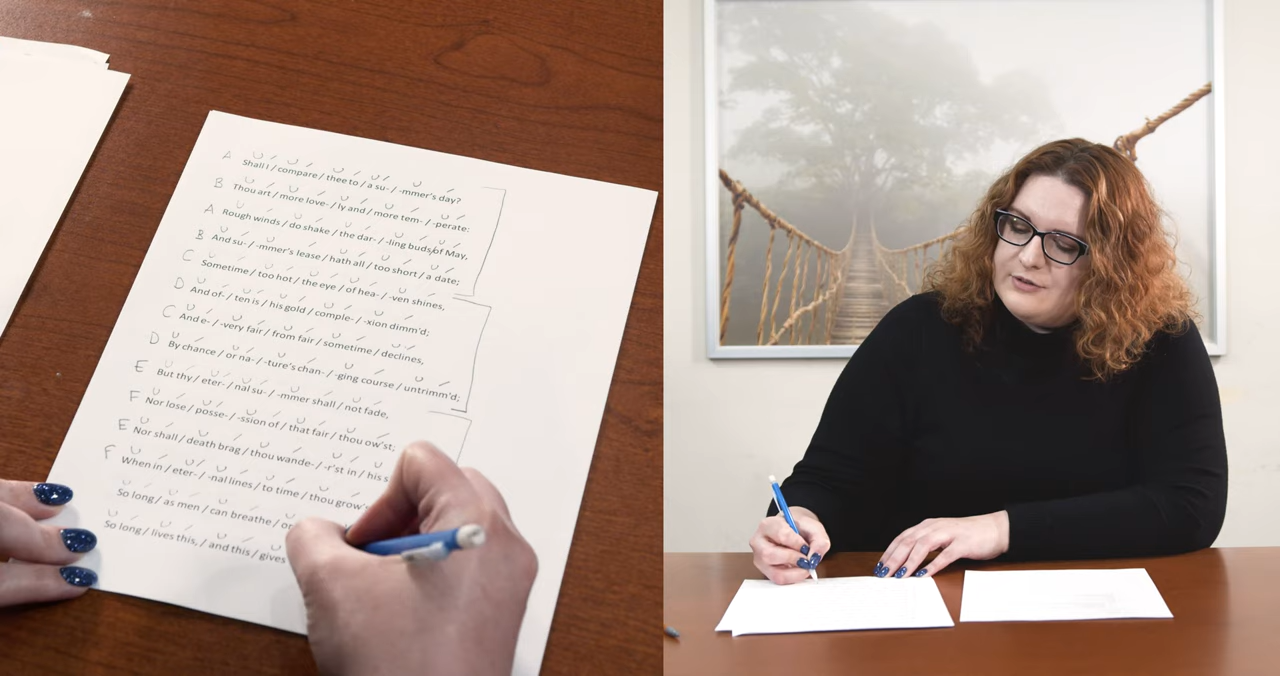 A Shall I / compare / thee to / a su- / -mmer's day?
B Thou art / more love- / ly and / more tem- / -perate:
A Rough winds / do shake / the dar- / -ling buds/of May,
B And su- / -mmer's lease / hath all / too short / a date;
C Sometime / too hot / the eye / of hea- / -ven shines,
D And of- / ten is / his gold / comple- / -xion dimm'd;
C And e- / -very fair / from fair / sometime / declines,
D By chance / or na- / -ture's chan- / -ging course / untrimm'd;
E But thy / eter- / nal su- / -mmer shall / not fade,
F Nor lose / posse- / -ssion of / that fair / thou ow'st;
E Nor shall / death brag / thou wande- / -r'st in / his s
F When in / eter- / -nal lines / to time / thou grow'
So long / as men / can breathe / or
So long / lives this, / and this / gives